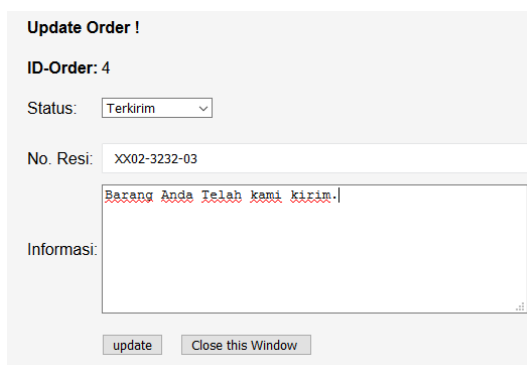 Update Order !
ID-Order: 4
Status: Terkirim
No. Resi: XX02-3232-03
Barang Anda Telah kami kirim.
Informasi:
update Close this Window